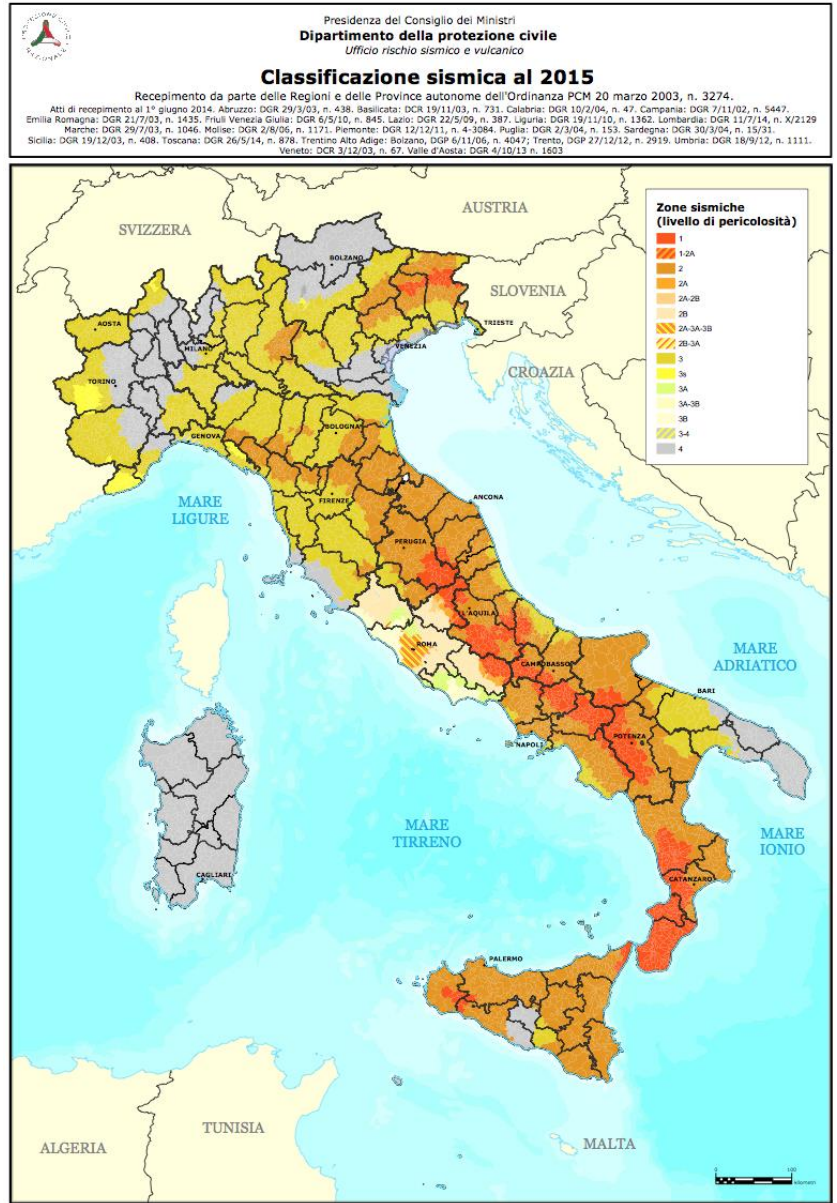 PROTEZIONE CIVILE
NAZIONALE
Presidenza del Consiglio dei Ministri
Dipartimento della protezione civile
Ufficio rischio sismico e vulcanico
Classificazione sismica al 2015
Recepimento da parte delle Regioni e delle Province autonome dell'Ordinanza PCM 20 marzo 2003, n. 3274.
Atti di recepimento al 1° giugno 2014. Abruzzo: DGR 29/3/03, n. 438. Basilicata: DCR 19/11/03, n. 731. Calabria: DGR 10/2/04, n. 47. Campania: DGR 7/11/02, n. 5447.
Emilia Romagna: DGR 21/7/03, n. 1435. Friuli Venezia Giulia: DGR 6/5/10, n. 845. Lazio: DGR 22/5/09, n. 387. Liguria: DGR 19/11/10, n. 1362. Lombardia: DGR 11/7/14, n. X/2129
Marche: DGR 29/7/03, n. 1046. Molise: DGR 2/8/06, n. 1171. Piemonte: DGR 12/12/11, n. 4-3084. Puglia: DGR 2/3/04, n. 153. Sardegna: DGR 30/3/04, n. 15/31.
Sicilia: DGR 19/12/03, n. 408. Toscana: DGR 26/5/14, n. 878. Trentino Alto Adige: Bolzano, DGP 6/11/06, n. 4047; Trento, DGP 27/12/12, n. 2919. Umbria: DGR 18/9/12, n. 1111.
Veneto: DCR 3/12/03, n. 67. Valle d'Aosta: DGR 4/10/13 n. 1603
Zone sismiche
(livello di pericolosità)
1
1-2A
2
2A
2A-2B
2B
2A-3A-3B
2B-3A
3
3s
3A
3A-3B
3B
3-4
4
AUSTRIA
SVIZZERA
BOLZANO
SLOVENIA
AOSTA
TRIESTE
MILANO
VENEZIA
CROAZIA
TORINO
BOLOGNA
GENOVA
FIRENZE
ANCONA
MARE
LIGURE
PERUGIA
L'AQUILA
ROMA
MARE
ADRIATICO
CAMPOBASSO
BARI
POTENZA
NAPOLI
MARE
TIRRENO
MARE
IONIO
CAGLIARI
CATANZARO
PALERMO
TUNISIA
ALGERIA
MALTA
0
100
kilometri